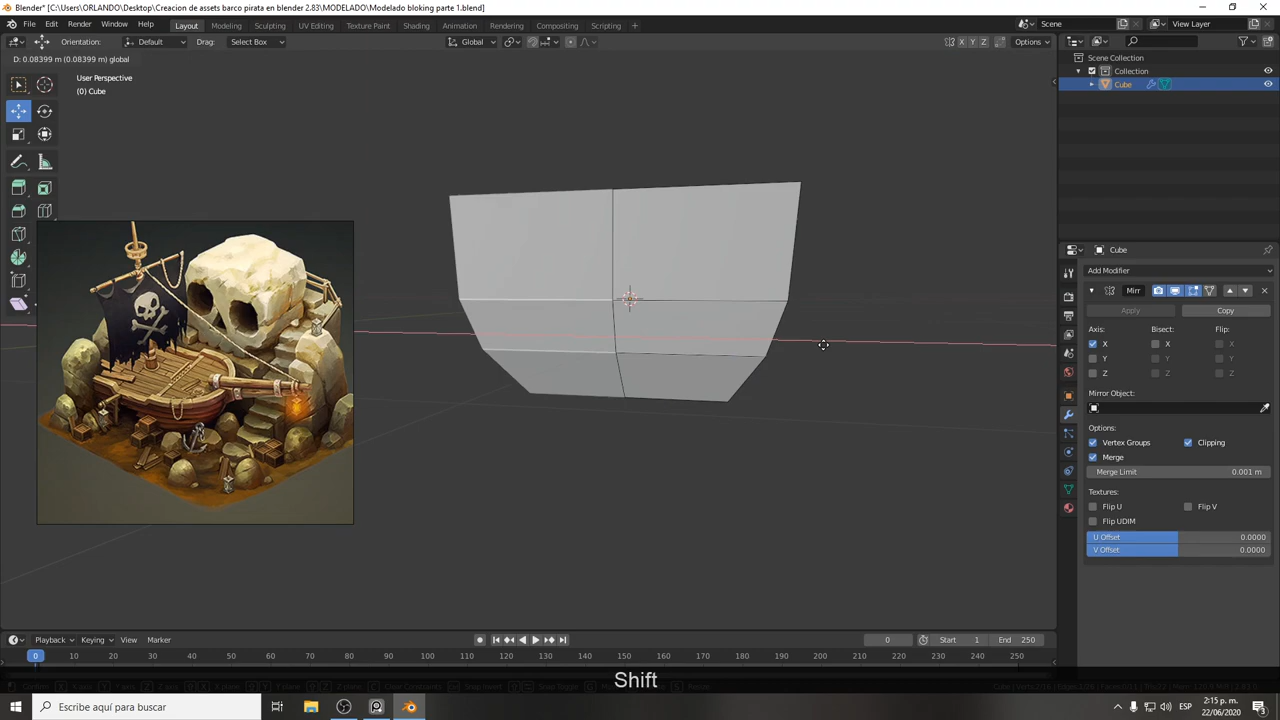 Blender* [C:\Users\ORLANDO\Desktop\Creacion de assets barco pirata en blender 2.83\MODELADO\Modelado bloking parte 1.blend]
File Edit Render Window Help Layout Modeling Sculpting UV Editing Texture Paint Shading Animation Rendering Compositing Scripting + Scene View Layer
Orientation: Default Drag: Select Box Global X Y Z Options
D: 0.08399 m (0.08399 m) global
User Perspective
(0) Cube
Scene Collection
Collection
Cube
Cube
Add Modifier
Mirr
Apply Copy
Axis: Bisect: Flip:
X X X
Y Y Y
Z Z Z
Mirror Object:
Options:
Vertex Groups Clipping
Merge
Merge Limit 0.001 m
Textures:
Flip U Flip V
Flip UDIM
U Offset 0.0000
V Offset 0.0000
Playback Keying View Marker 0 Start 1 End 250
0 10 20 30 40 50 60 70 80 90 100 110 120 130 140 150 160 170 180 190 200 210 220 230 240 250
Shift
Escribe aquí para buscar
ESP
2:15 p. m.
22/06/2020
3